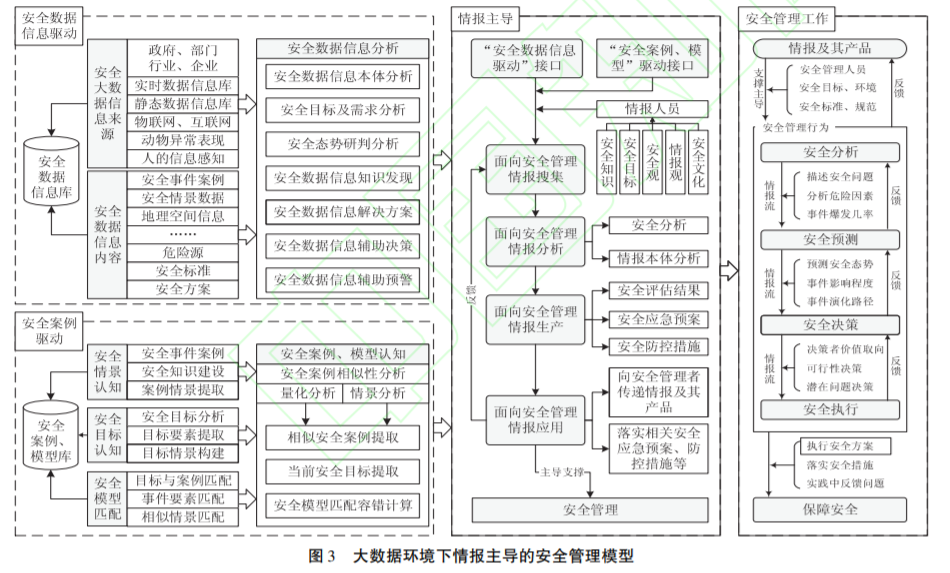 安全数据
信息驱动
安全大数据信息来源
政府、部门
行业、企业
实时数据信息库
静态数据信息库
物联网、互联网
动物异常表现
人的信息感知
安全数据信息内容
安全事件案例
安全情景数据
地理空间信息
……
危险源
安全标准
安全方案
安全
数据
信息库
安全数据信息分析
安全数据信息本体分析
安全目标及需求分析
安全态势研判分析
安全数据信息知识发现
安全数据信息解决方案
安全数据信息辅助决策
安全数据信息辅助预警
安全案例
驱动
安全
情景
认知
安全事件案例
安全知识建设
案例情景提取
安全
目标
认知
安全目标分析
目标要素提取
目标情景构建
安全
模型
匹配
目标与案例匹配
事件要素匹配
相似情景匹配
安全
案例、
模型库
安全案例、模型认知
安全案例相似性分析
量化分析
情景分析
相似安全案例提取
当前安全目标提取
安全模型匹配容错计算
情报主导
“安全数据信息
驱动”接口
“安全案例、模
型”驱动接口
情报人员
安全知识
安全目标
安全观
情报观
安全文化
面向安全管理
情报搜集
面向安全管理
情报分析
安全分析
情报本体分析
面向安全管理
情报生产
安全评估结果
安全应急预案
安全防控措施
面向安全管理
情报应用
向安全管理者
传递情报及其
产品
落实相关安全
应急预案、防
控措施等
反馈
主导支撑
安全管理
安全管理工作
情报及其产品
支撑主导
安全管理人员
安全目标、环境
安全标准、规范
反馈
安全管理行为
安全分析
情报流
描述安全问题
分析危险因素
事件爆发几率
反馈
安全预测
情报流
预测安全态势
事件影响程度
事件演化路径
反馈
安全决策
情报流
决策者价值取向
可行性决策
潜在问题决策
反馈
安全执行
执行安全方案
落实安全措施
实践中反馈问题
保障安全
图 3 大数据环境下情报主导的安全管理模型